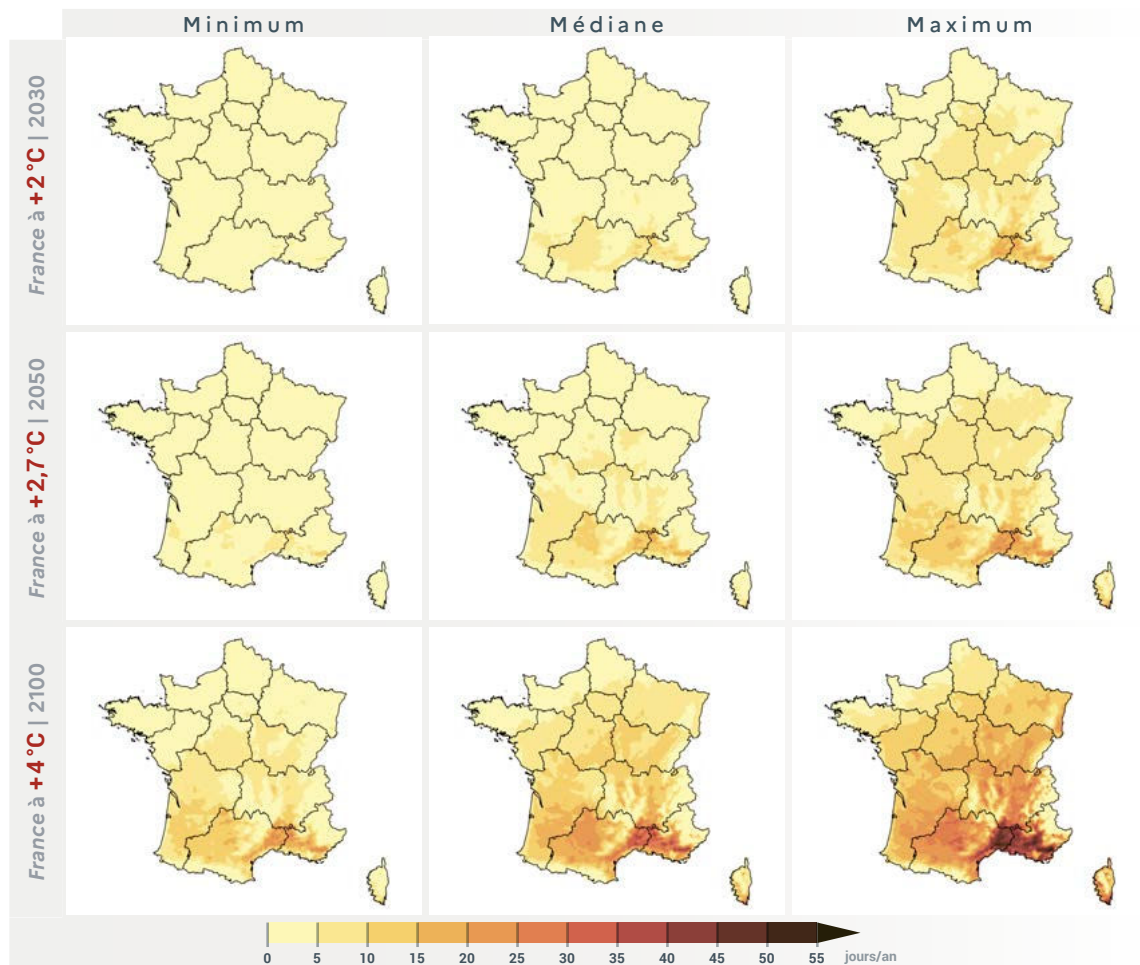 Minimum
Médiane
Maximum
France à +2°C | 2030
France à +2,7°C | 2050
France à +4°C | 2100
0 5 10 15 20 25 30 35 40 45 50 55 jours/an